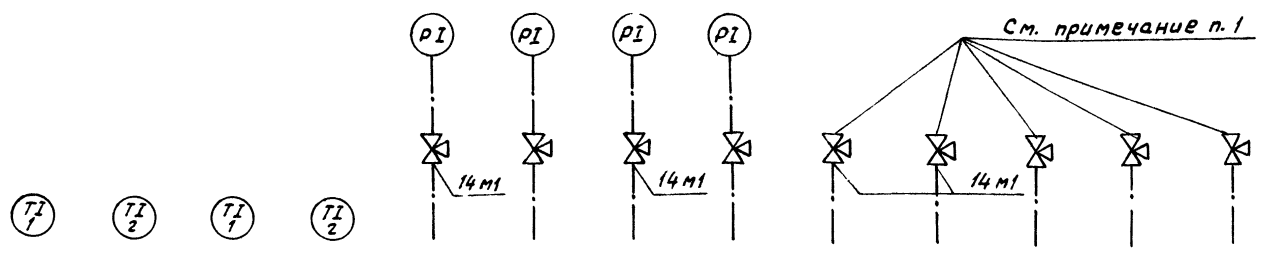 PI PI PI PI
См. примечание п. 1
14м1 14м1 14м1
TI TI TI TI
1 2 1 2